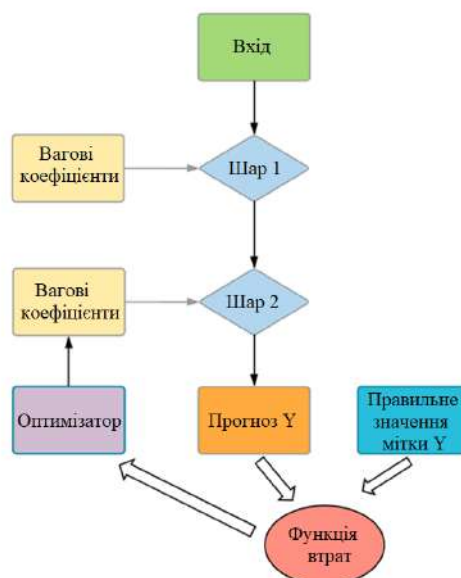 Вхід
Вагові
коефіцієнти
Шар 1
Вагові
коефіцієнти
Шар 2
Оптимізатор
Прогноз Y
Правильне
значення
мітки Y
Функція
втрат